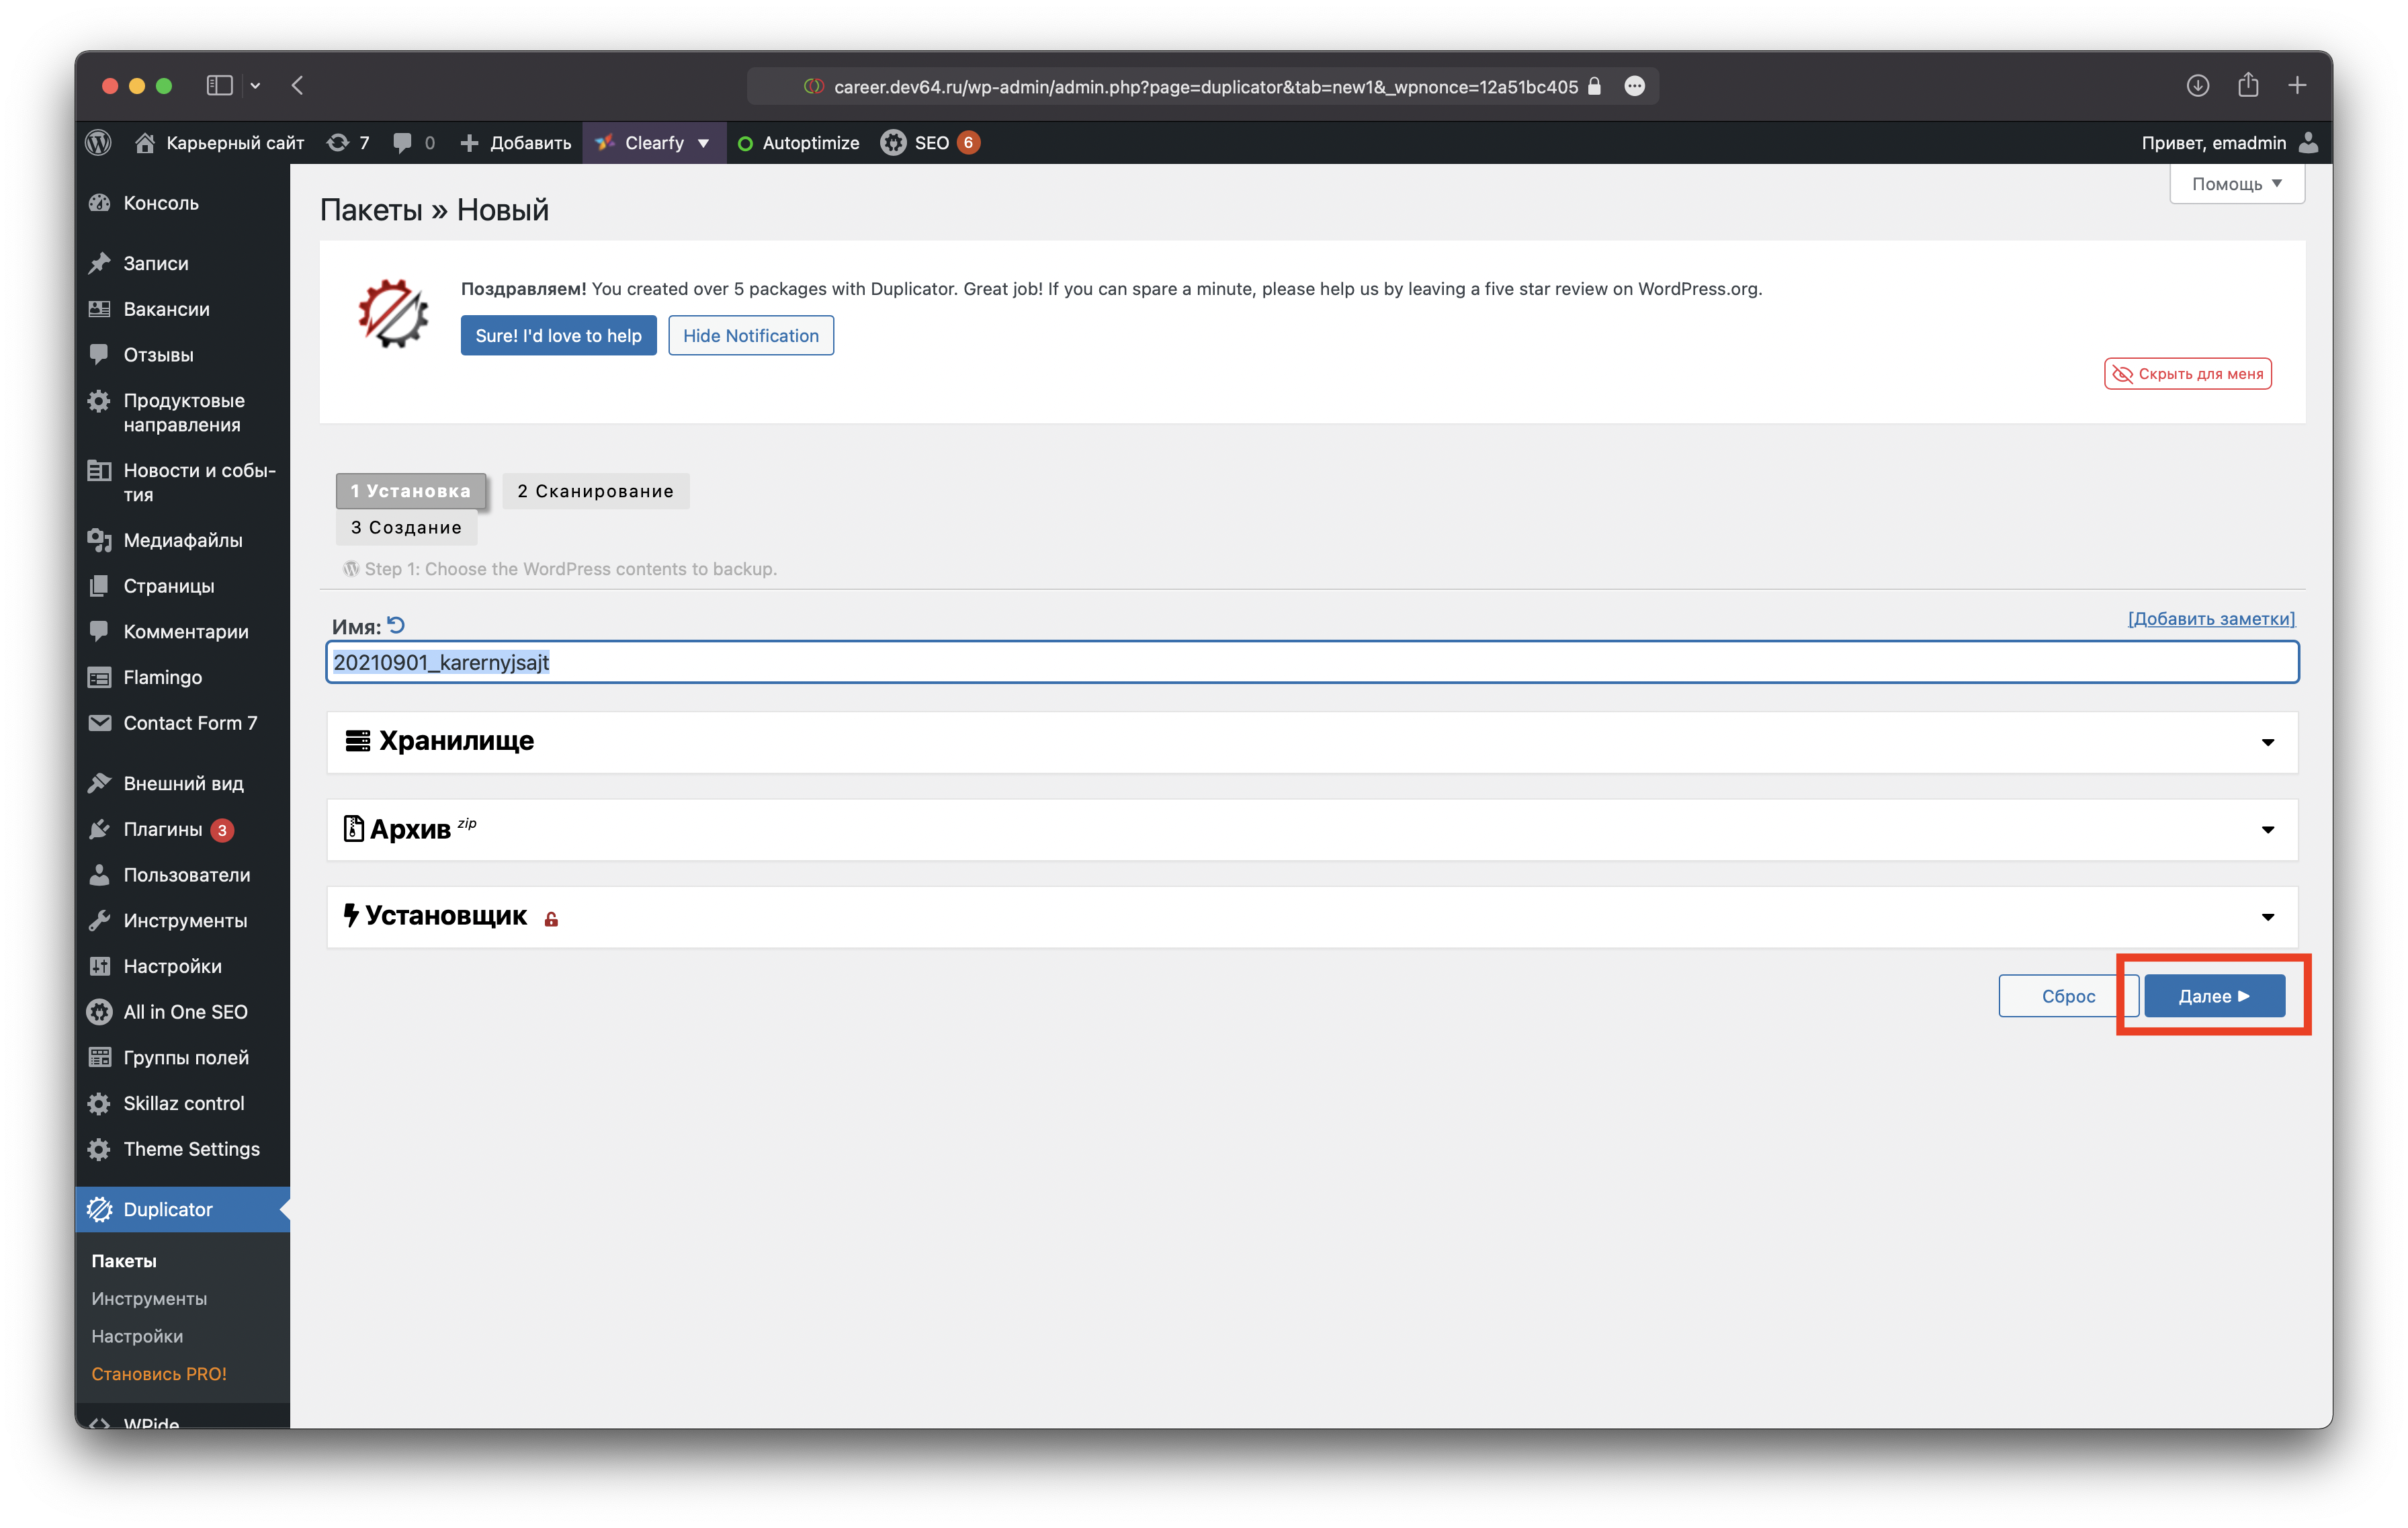 career.dev64.ru/wp-admin/admin.php?page=duplicator&tab=new1&_wpnonce=12a51bc405
Карьерный сайт 7 0 Добавить Clearfy ▼ Autoptimize SEO 6 Привет, emadmin
Помощь ▼
Консоль
Записи
Вакансии
Отзывы
Продуктовые
направления
Новости и собы-
тия
Медиафайлы
Страницы
Комментарии
Flamingo
Contact Form 7
Внешний вид
Плагины 3
Пользователи
Инструменты
Настройки
All in One SEO
Группы полей
Skillaz control
Theme Settings
Duplicator
Пакеты
Инструменты
Настройки
Становись PRO!
WPide
Пакеты » Новый
Поздравляем! You created over 5 packages with Duplicator. Great job! If you can spare a minute, please help us by leaving a five star review on WordPress.org.
Sure! I'd love to help Hide Notification
Скрыть для меня
1 Установка 2 Сканирование
3 Создание
Step 1: Choose the WordPress contents to backup.
Имя: [Добавить заметки]
20210901_karernyjsajt
Хранилище
Архив zip
Установщик
Сброс Далее ▶